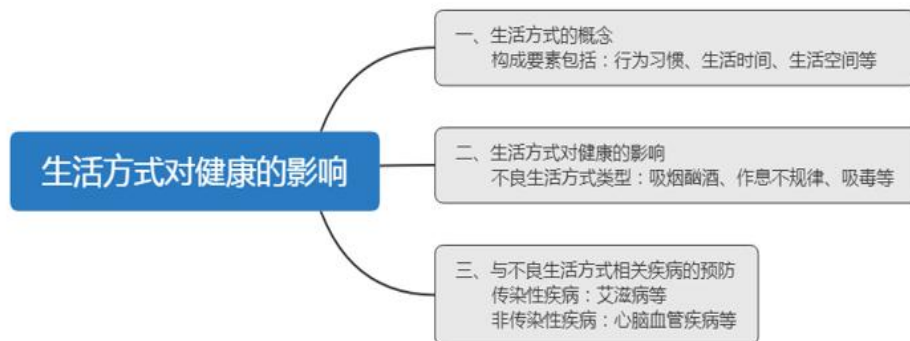 生活方式对健康的影响
一、生活方式的概念
构成要素包括：行为习惯、生活时间、生活空间等
二、生活方式对健康的影响
不良生活方式类型：吸烟酗酒、作息不规律、吸毒等
三、与不良生活方式相关疾病的预防
传染性疾病：艾滋病等
非传染性疾病：心脑血管疾病等